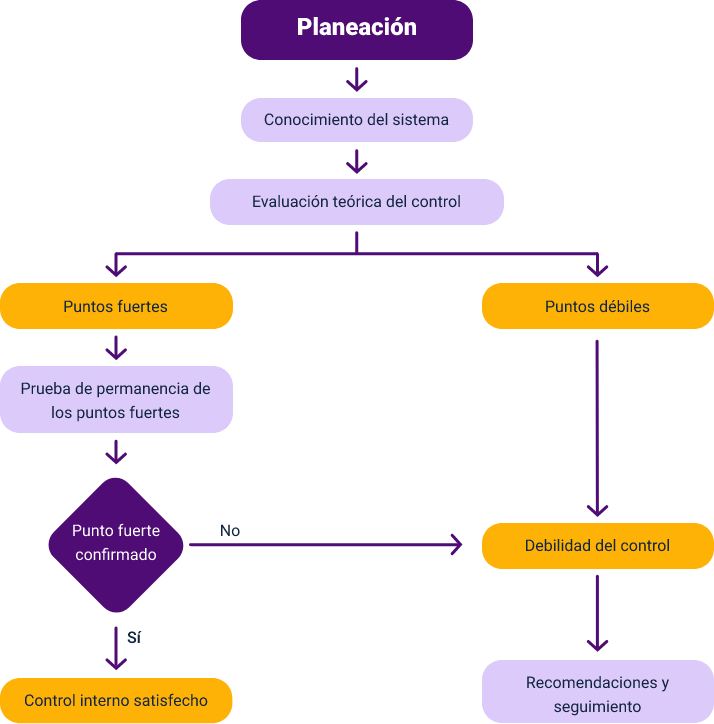 Planeación
Conocimiento del sistema
Evaluación teórica del control
Puntos fuertes
Puntos débiles
Prueba de permanencia de
los puntos fuertes
Punto fuerte
confirmado
No
Debilidad del control
Sí
Control interno satisfecho
Recomendaciones y
seguimiento